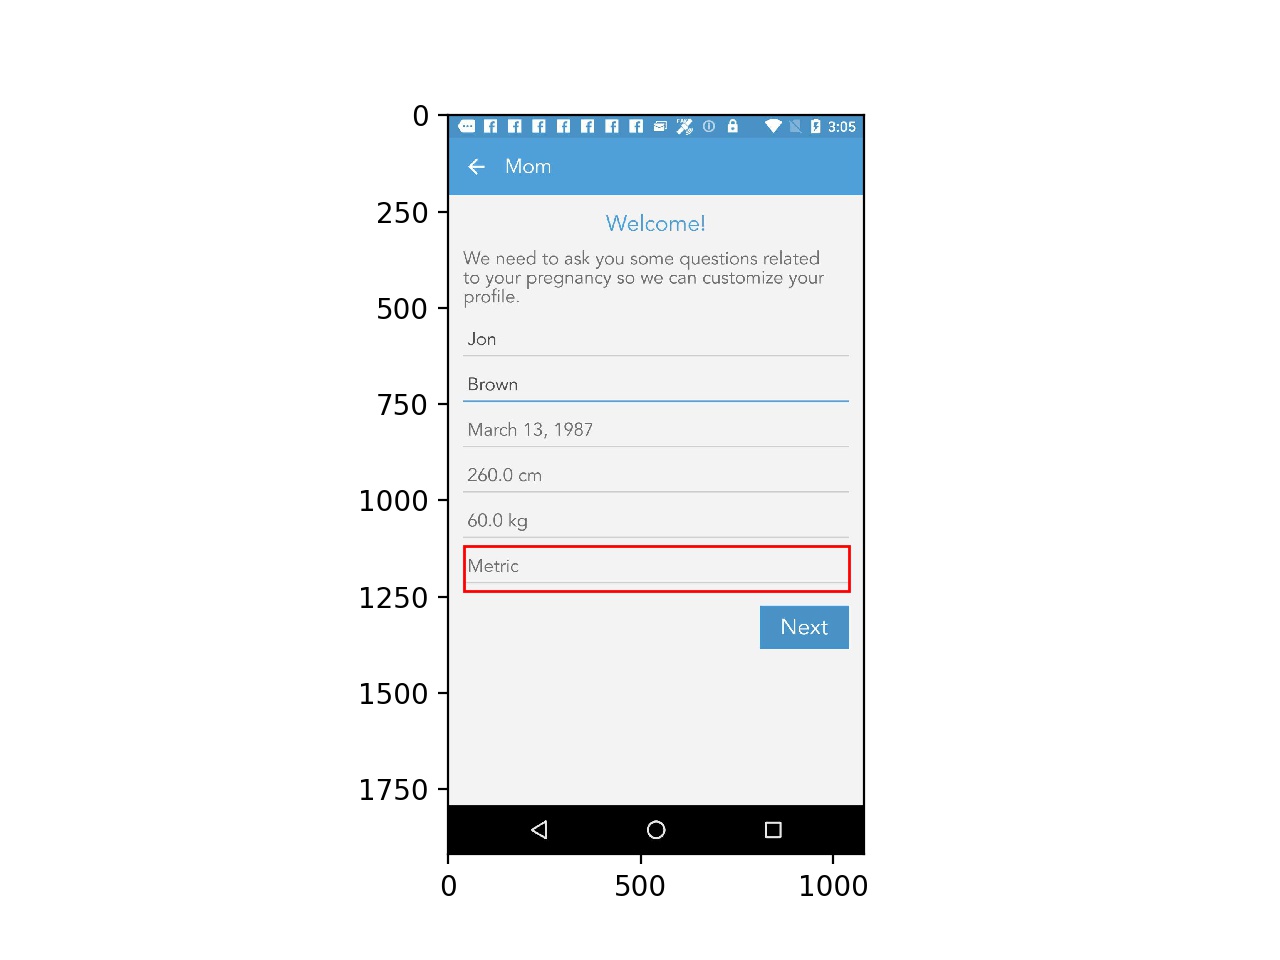 3:05
Mom
Welcome!
We need to ask you some questions related
to your pregnancy so we can customize your
profile.
Jon
Brown
March 13, 1987
260.0 cm
60.0 kg
Metric
Next
0
250
500
750
1000
1250
1500
1750
0 500 1000